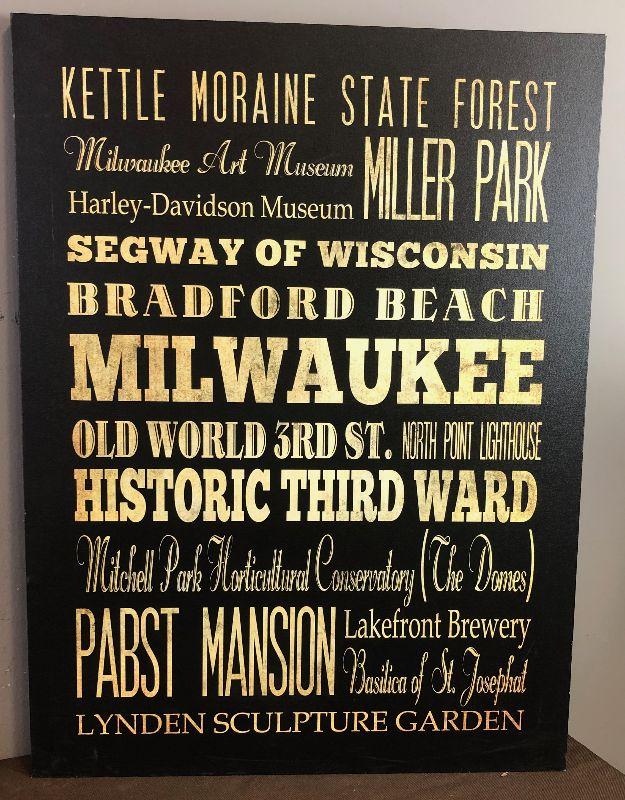 KETTLE MORAINE STATE FOREST
Milwaukee Art Museum
Harley-Davidson Museum
MILLER PARK
SEGWAY OF WISCONSIN
BRADFORD BEACH
MILWAUKEE
OLD WORLD 3RD ST. NORTH POINT LIGHTHOUSE
HISTORIC THIRD WARD
Mitchell Park Horticultural Conservatory (The Domes)
PABST MANSION
Lakefront Brewery
Basilica of St. Josephat
LYNDEN SCULPTURE GARDEN